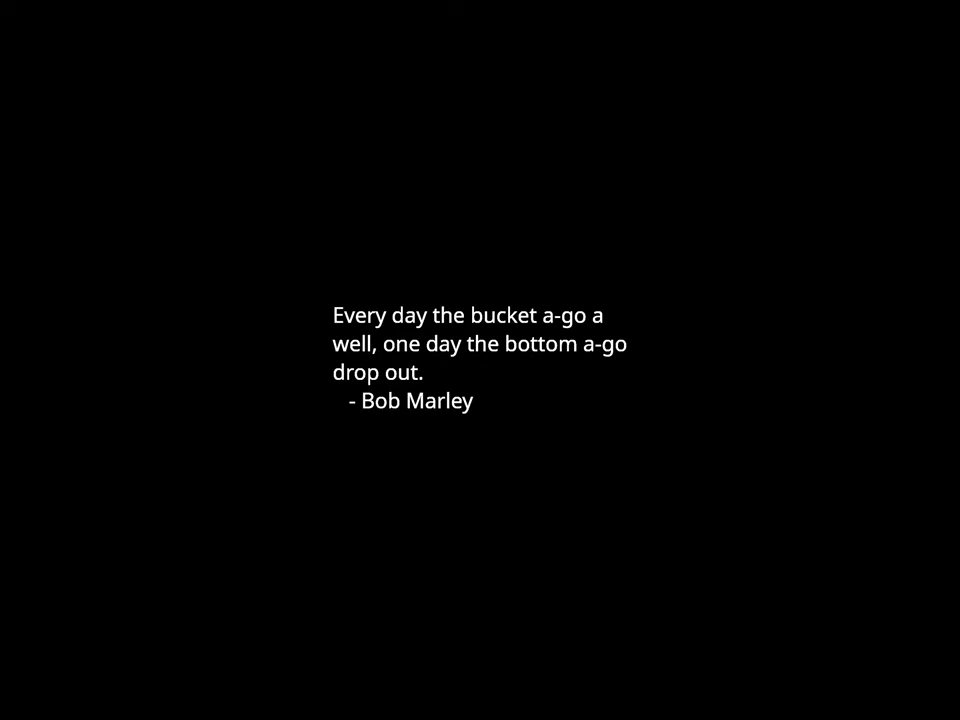 Every day the bucket a-go a
well, one day the bottom a-go
drop out.
- Bob Marley